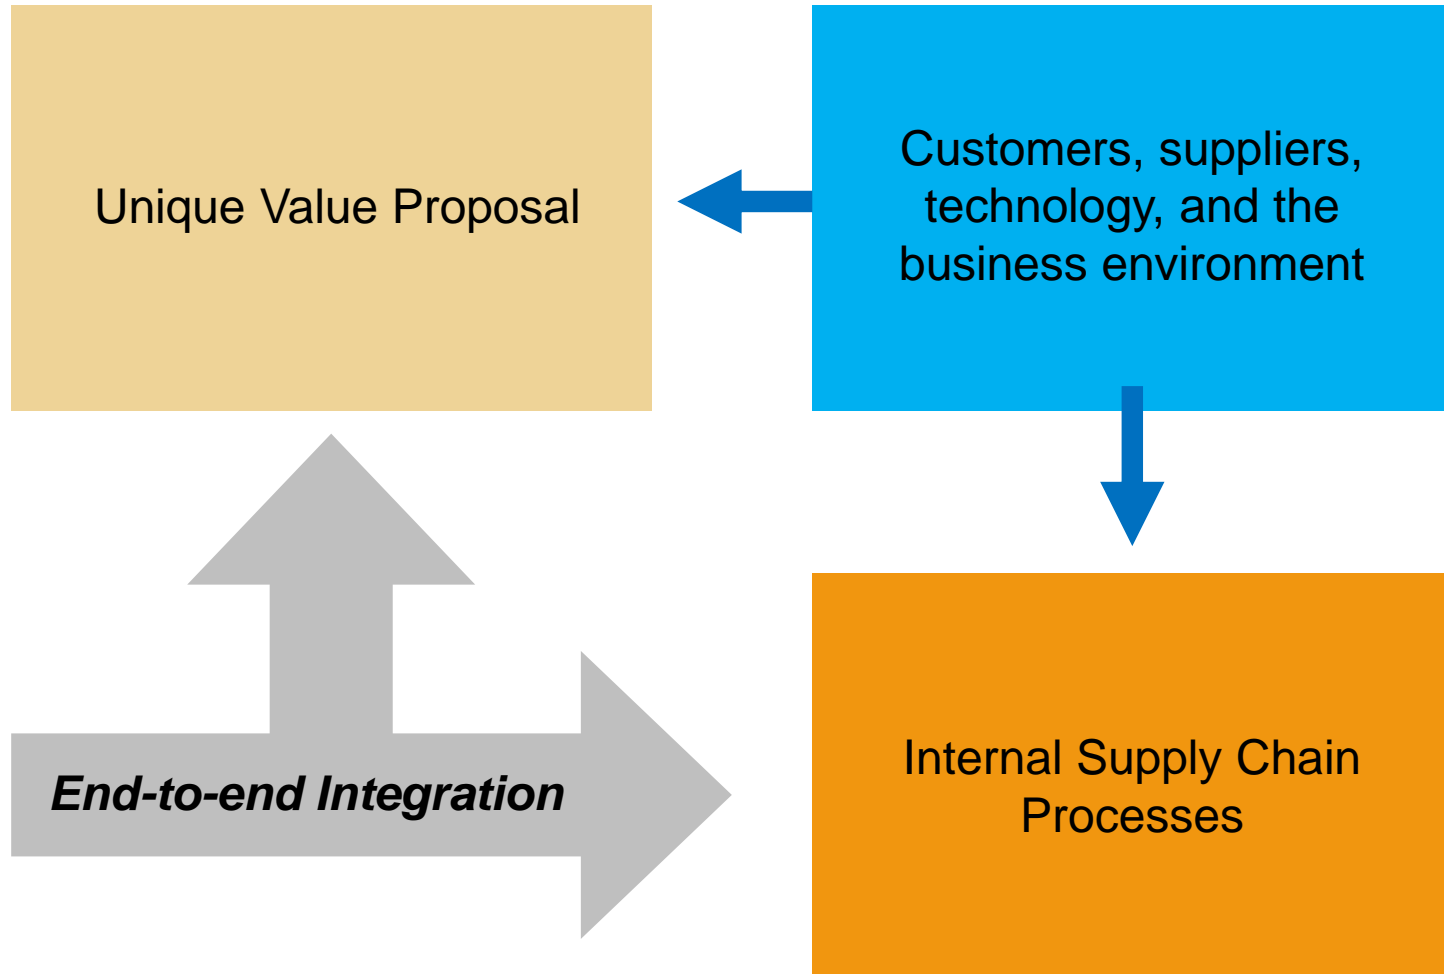 Unique Value Proposal
Customers, suppliers,
technology, and the
business environment
End-to-end Integration
Internal Supply Chain
Processes